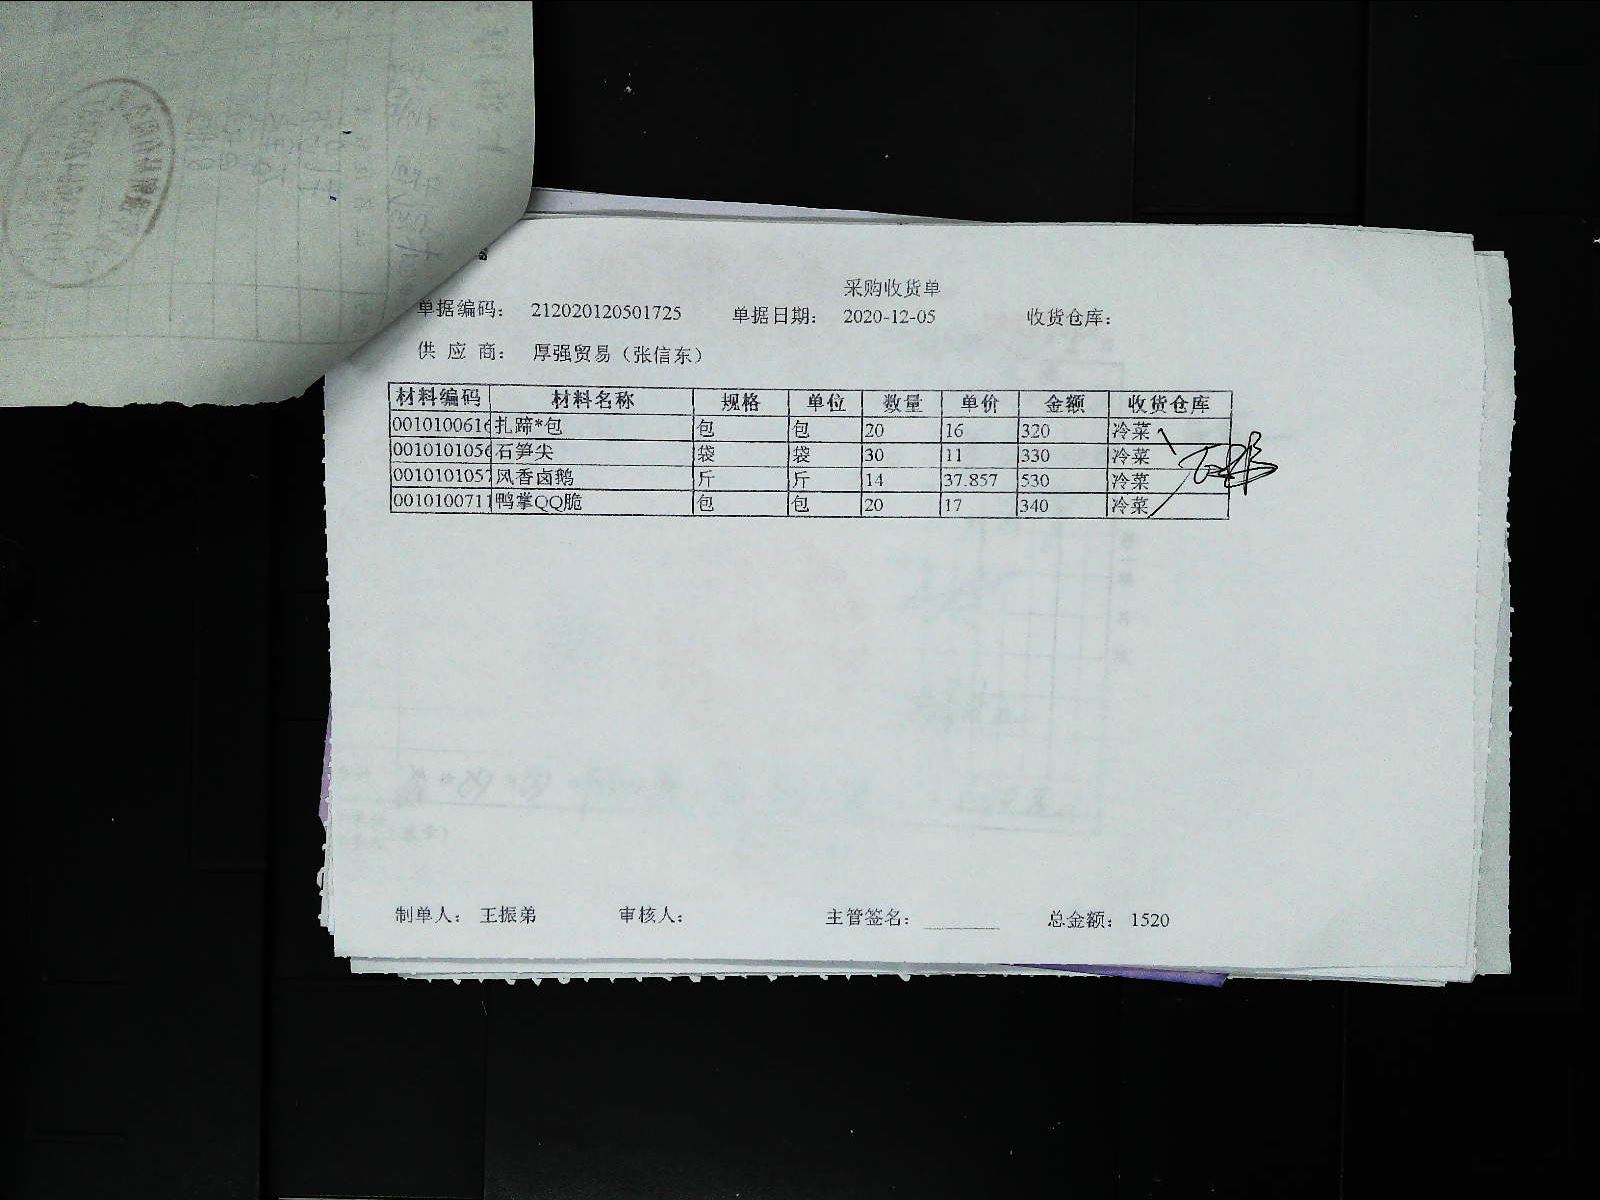 采购收货单
单据编码： 212020120501725 单据日期： 2020-12-05 收货仓库：
供 应 商： 厚强贸易（张信东）
材料编码 材料名称 规格 单位 数量 单价 金额 收货仓库
0010100616 扎蹄*包 包 包 20 16 320 冷菜
0010101056 石笋尖 袋 袋 30 11 330 冷菜
0010101057 风香卤鹅 斤 斤 14 37.857 530 冷菜
0010100711 鸭掌QQ脆 包 包 20 17 340 冷菜
制单人： 王振弟 审核人： 主管签名： 总金额： 1520